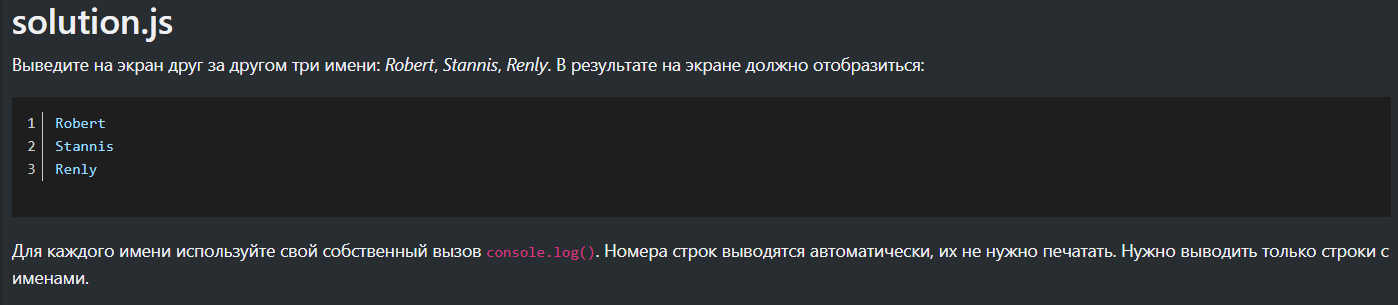 solution.js
Выведите на экран друг за другом три имени: Robert, Stannis, Renly. В результате на экране должно отобразиться:
1 Robert
2 Stannis
3 Renly
Для каждого имени используйте свой собственный вызов console.log(). Номера строк выводятся автоматически, их не нужно печатать. Нужно выводить только строки с
именами.